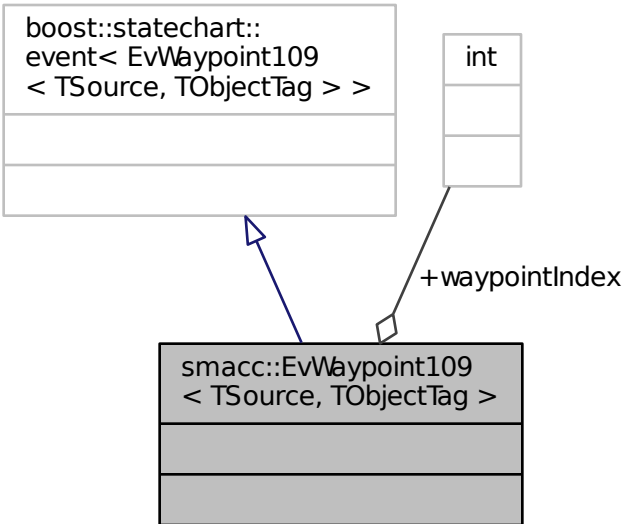 boost::statechart::
event< EvWaypoint109
< TSource, TObjectTag > >
int
+waypointIndex
smacc::EvWaypoint109
< TSource, TObjectTag >